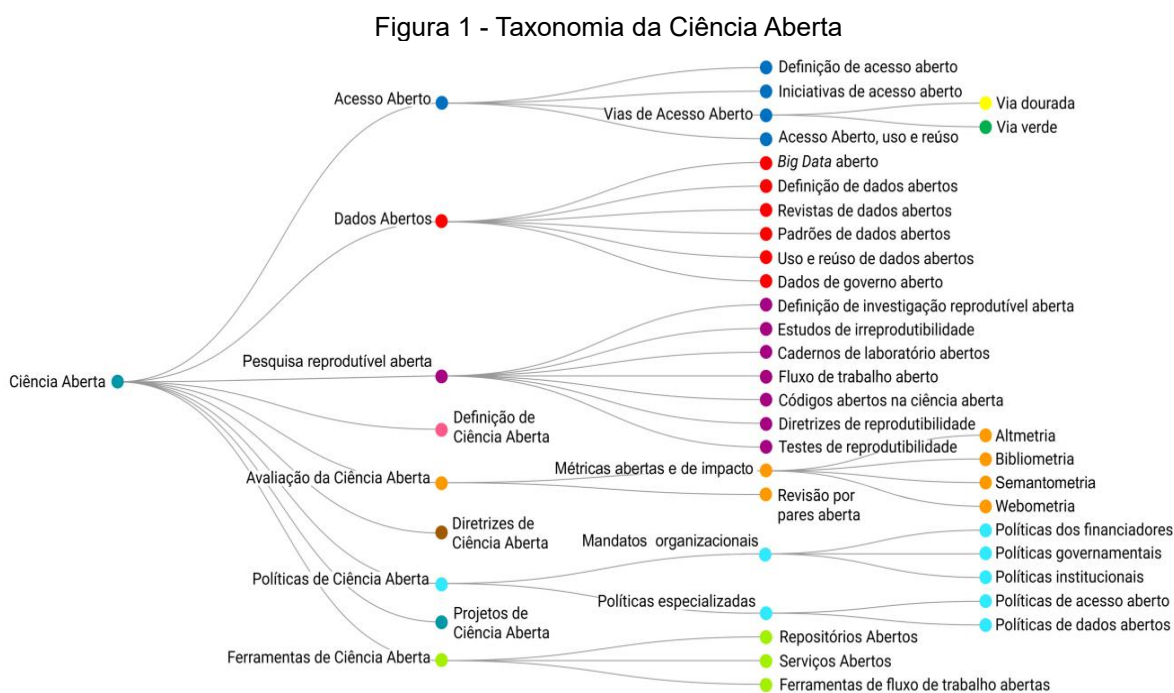 Figura 1 - Taxonomia da Ciência Aberta
Definição de acesso aberto
Acesso Aberto
Iniciativas de acesso aberto
Via dourada
Vias de Acesso Aberto
Via verde
Acesso Aberto, uso e reúso
Big Data aberto
Definição de dados abertos
Revistas de dados abertos
Dados Abertos
Padrões de dados abertos
Uso e reúso de dados abertos
Dados de governo aberto
Definição de investigação reprodutível aberta
Estudos de irreprodutibilidade
Cadernos de laboratório abertos
Pesquisa reprodutível aberta
Fluxo de trabalho aberto
Ciência Aberta
Códigos abertos na ciência aberta
Diretrizes de reprodutibilidade
Testes de reprodutibilidade
Definição de
Ciência Aberta
Altmetria
Bibliometria
Métricas abertas e de impacto
Semantometria
Avaliação da Ciência Aberta
Webometria
Revisão por
pares aberta
Diretrizes de
Ciência Aberta
Políticas dos financiadores
Mandatos organizacionais
Políticas governamentais
Políticas institucionais
Políticas de Ciência Aberta
Políticas especializadas
Políticas de acesso aberto
Políticas de dados abertos
Projetos de
Ciência Aberta
Repositórios Abertos
Ferramentas de Ciência Aberta
Serviços Abertos
Ferramentas de fluxo de trabalho abertas